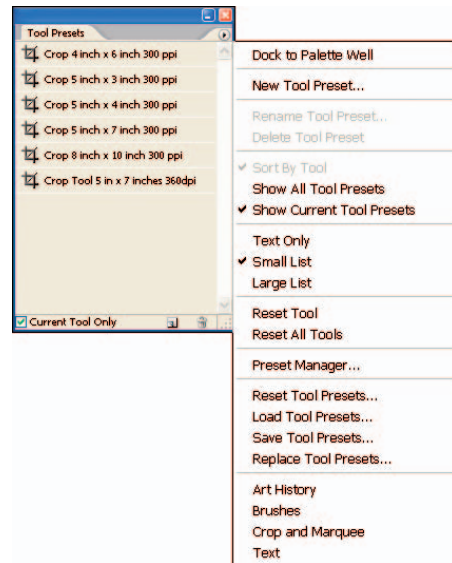 Tool Presets
Crop 4 inch x 6 inch 300 ppi
Crop 5 inch x 3 inch 300 ppi
Crop 5 inch x 4 inch 300 ppi
Crop 5 inch x 7 inch 300 ppi
Crop 8 inch x 10 inch 300 ppi
Crop Tool 5 in x 7 inches 360dpi
Current Tool Only
Dock to Palette Well
New Tool Preset...
Rename Tool Preset...
Delete Tool Preset
Sort By Tool
Show All Tool Presets
Show Current Tool Presets
Text Only
Small List
Large List
Reset Tool
Reset All Tools
Preset Manager...
Reset Tool Presets...
Load Tool Presets...
Save Tool Presets...
Replace Tool Presets...
Art History
Brushes
Crop and Marquee
Text